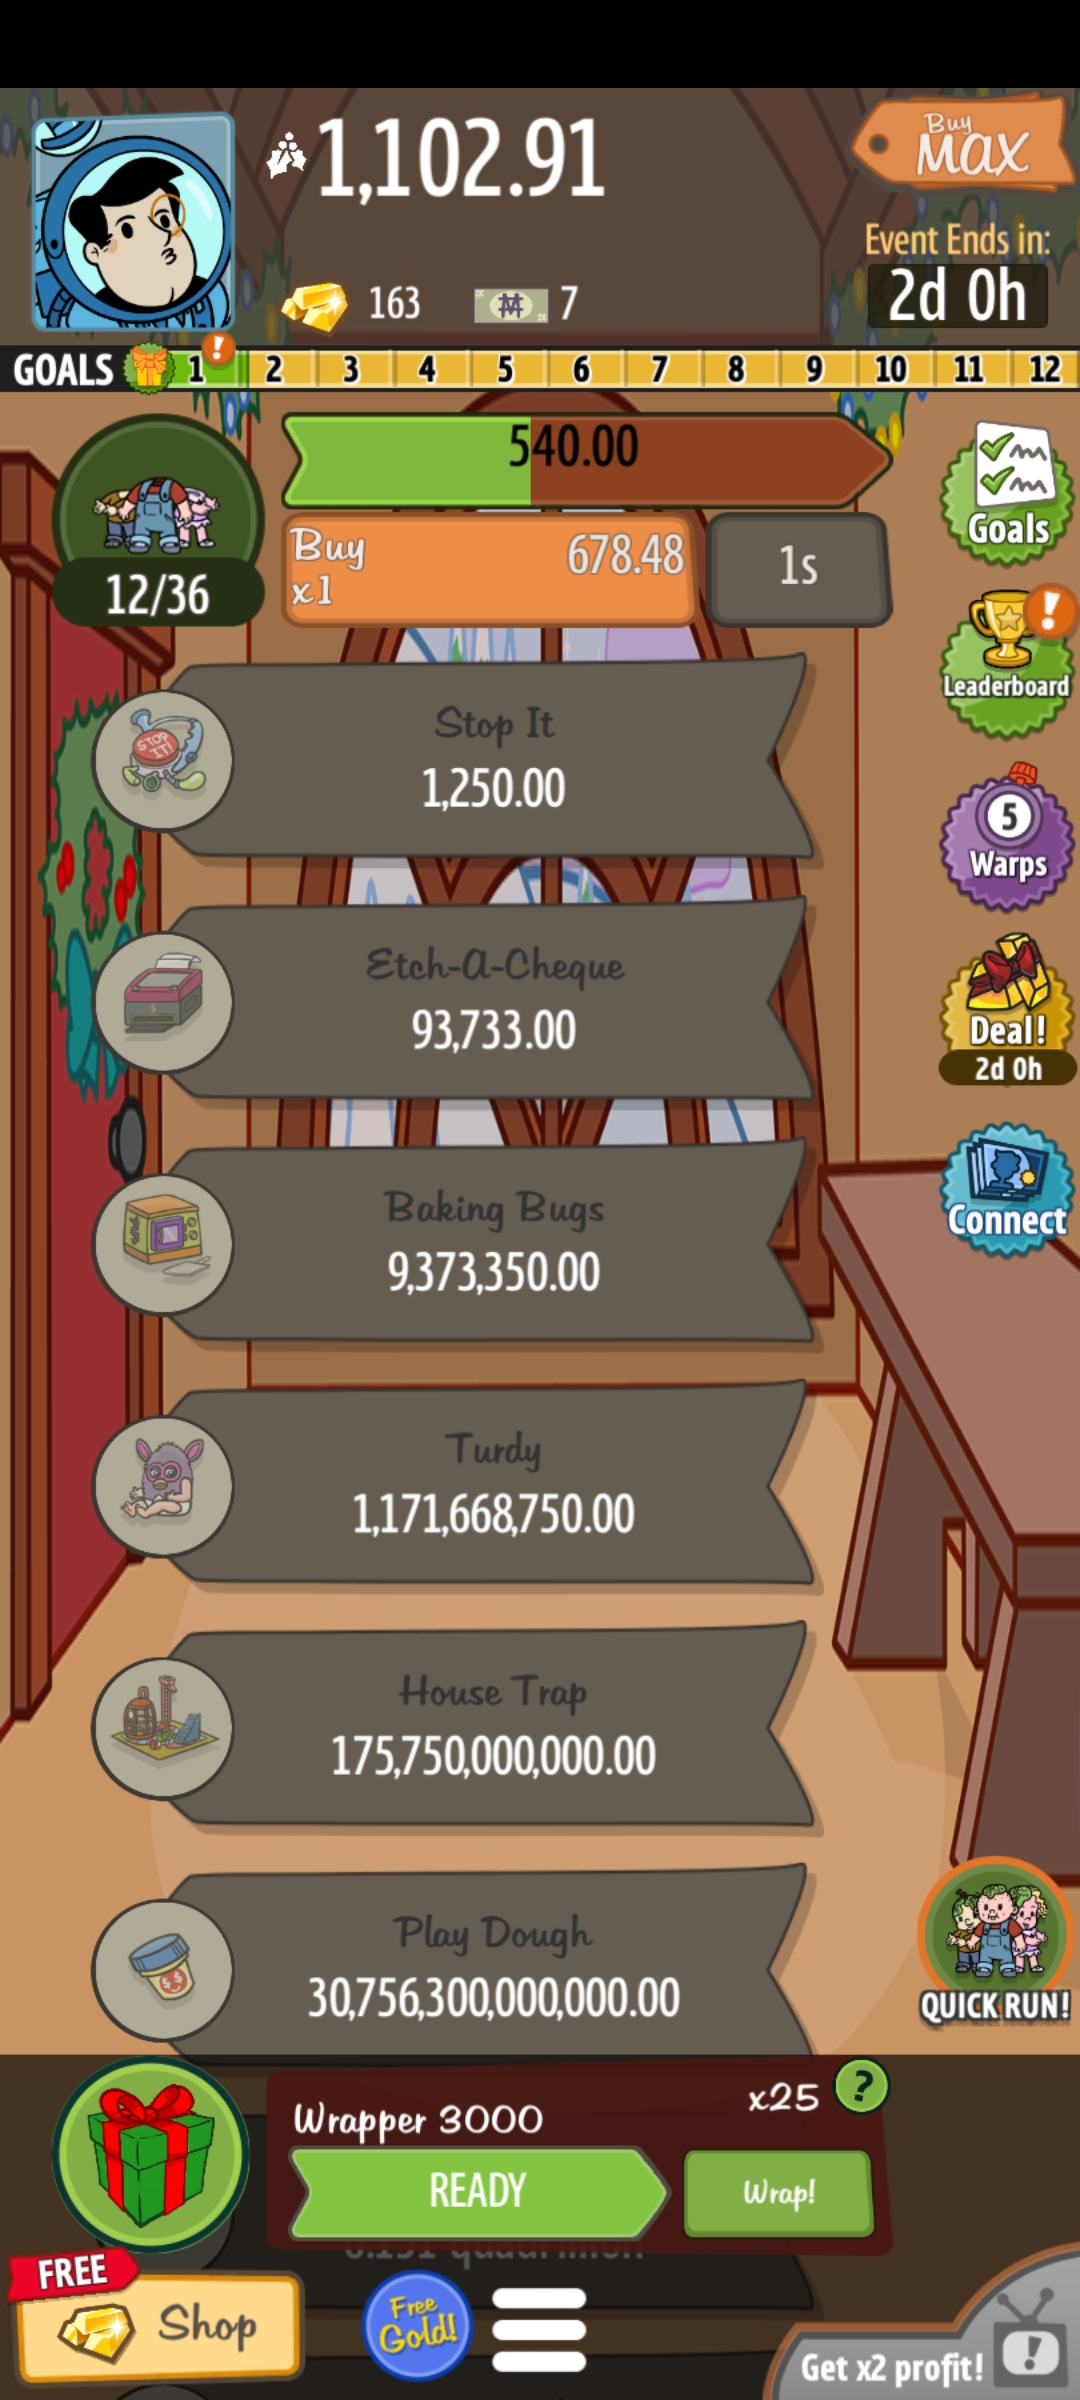 1,102.91
Buy
MAX
Event Ends in:
2d 0h
163
7
GOALS 1 2 3 4 5 6 7 8 9 10 11 12
540.00
12/36
Buy
x1
678.48
1s
Goals
Leaderboard
STOP
IT!
Stop It
1,250.00
5
Warps
Etch-A-Cheque
93,733.00
Deal!
2d 0h
Baking Bugs
9,373,350.00
Connect
Turdy
1,171,668,750.00
House Trap
175,750,000,000.00
Play Dough
30,756,300,000,000.00
QUICK RUN!
Wrapper 3000
x25
?
READY
Wrap!
FREE
Shop
Free
Gold!
Get x2 profit!